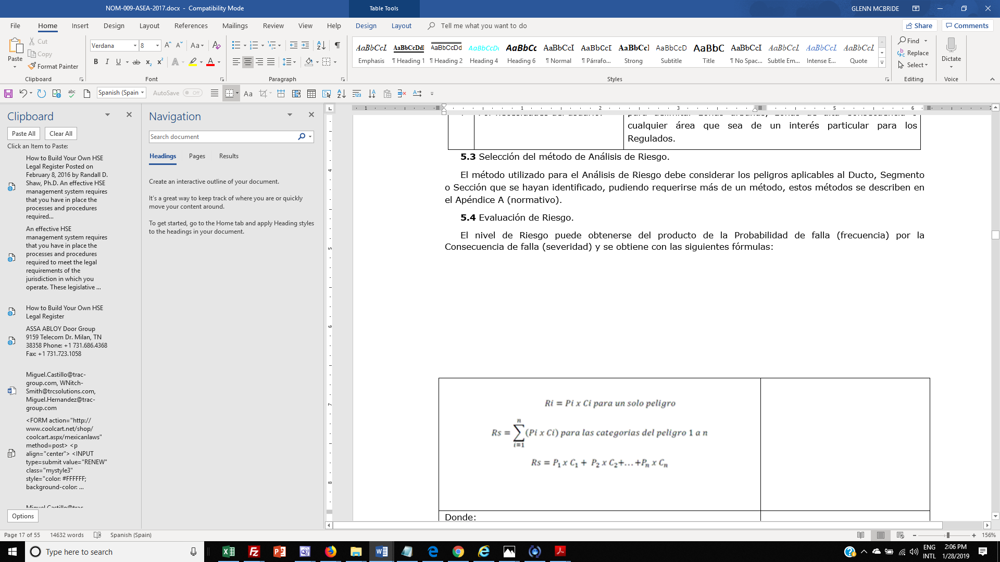 NOM-009-ASEA-2017.docx - Compatibility Mode
Table Tools
GLENN MCBRIDE
File Home Insert Design Layout References Mailings Review View Help Design Layout Tell me what you want to do
Share Comments
Paste
Cut
Copy
Format Painter
Clipboard
Verdana 8
Font
Paragraph
AaBbCcI AaBbCcDdI AaBbCcDd AaBbCcDc AaBbCc AaBbCcI AaBbCcI AaBbCcI AaBbCcD AaBbC AaBbCcI AaBbCcI AaBbCcI AaBbCcI
Emphasis ¶ Heading 1 ¶ Heading 2 Heading 4 Heading 6 ¶ Normal ¶ Párrafo... Strong Subtitle Title ¶ No Spac... Subtle Em... Intense E... Quote
Styles
Find
Replace
Select
Editing
Dictate
Voice
Spanish (Spain
AutoSave Off
Clipboard
Paste All Clear All
Click an Item to Paste:
How to Build Your Own HSE
Legal Register Posted on
February 8, 2016 by Randall D.
Shaw, Ph.D. An effective HSE
management system requires
that you have in place the
processes and procedures
required...
An effective HSE
management system requires
that you have in place the
processes and procedures
required to meet the legal
requirements of the
jurisdiction in which you
operate. These legislative ...
How to Build Your Own HSE
Legal Register
ASSA ABLOY Door Group
9159 Telecom Dr. Milan, TN
38358 Phone: +1 731.686.4368
Fax: +1 731.723.1058
Miguel.Castillo@trac-
group.com, WNitch-
Smith@trcsolutions.com,
Miguel.Hernandez@trac-
group.com
<FORM action="http://
www.coolcart.net/shop/
coolcart.aspx/mexicanlaws"
method=post> <p
align="center"> <INPUT
type=submit value="RENEW"
class="mystyle3"
style="color: #FFFFFF;
background-color: ...
Miguel.Castillo@trac-
Options
Navigation
Search document
Headings Pages Results
Create an interactive outline of your document.
It's a great way to keep track of where you are or quickly
move your content around.
To get started, go to the Home tab and apply Heading styles
to the headings in your document.
cualquier área que sea de un interés particular para los
Regulados.
5.3 Selección del método de Análisis de Riesgo.
El método utilizado para el Análisis de Riesgo debe considerar los peligros aplicables al Ducto, Segmento
o Sección que se hayan identificado, pudiendo requerirse más de un método, estos métodos se describen en
el Apéndice A (normativo).
5.4 Evaluación de Riesgo.
El nivel de Riesgo puede obtenerse del producto de la Probabilidad de falla (frecuencia) por la
Consecuencia de falla (severidad) y se obtiene con las siguientes fórmulas:
Ri = Pi x Ci para un solo peligro
Rs = ∑ⁿᵢ₌₁ (Pi x Ci) para las categorias del peligro 1 a n
Rs = P₁ x C₁ + P₂ x C₂+...+Pₙ x Cₙ
Donde:
Page 17 of 55 14632 words Spanish (Spain)
156%
Type here to search
ENG
INTL
2:06 PM
1/28/2019